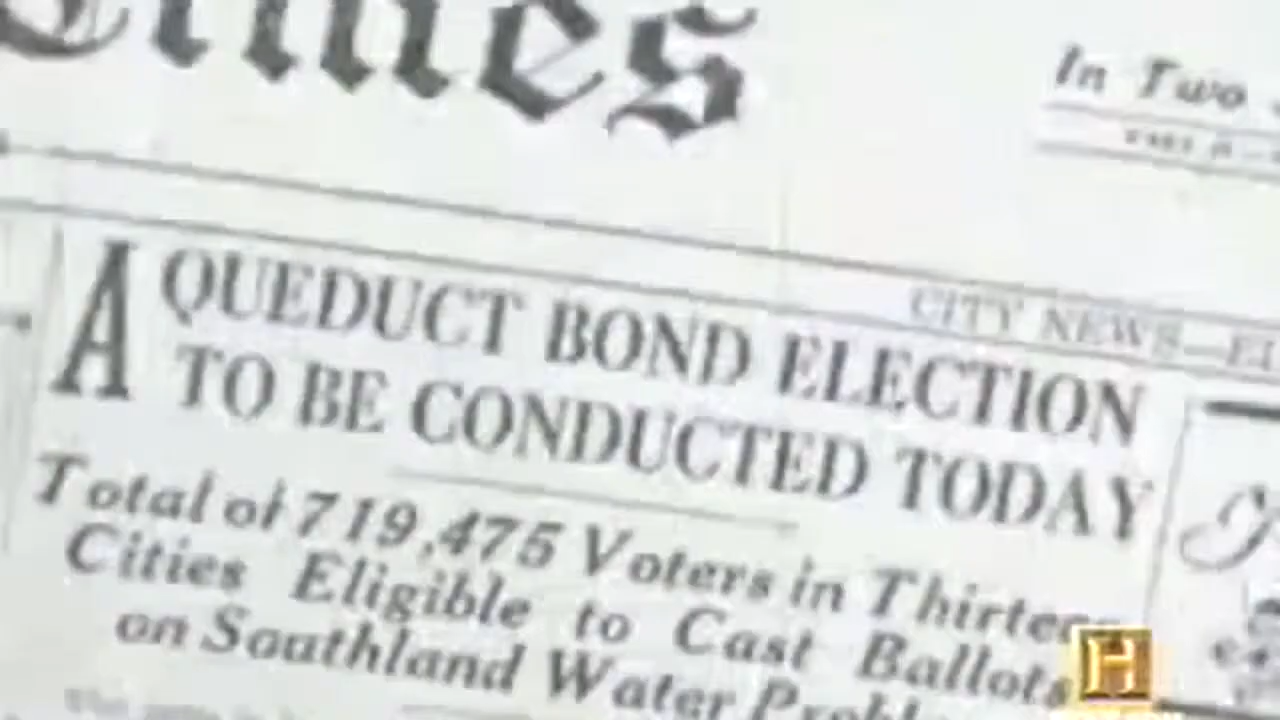 Times
In Two
CITY NEWS—
AQUEDUCT BOND ELECTION
TO BE CONDUCTED TODAY
Total of 719,475 Voters in Thirteen
Cities Eligible to Cast Ballots
on Southland Water
H